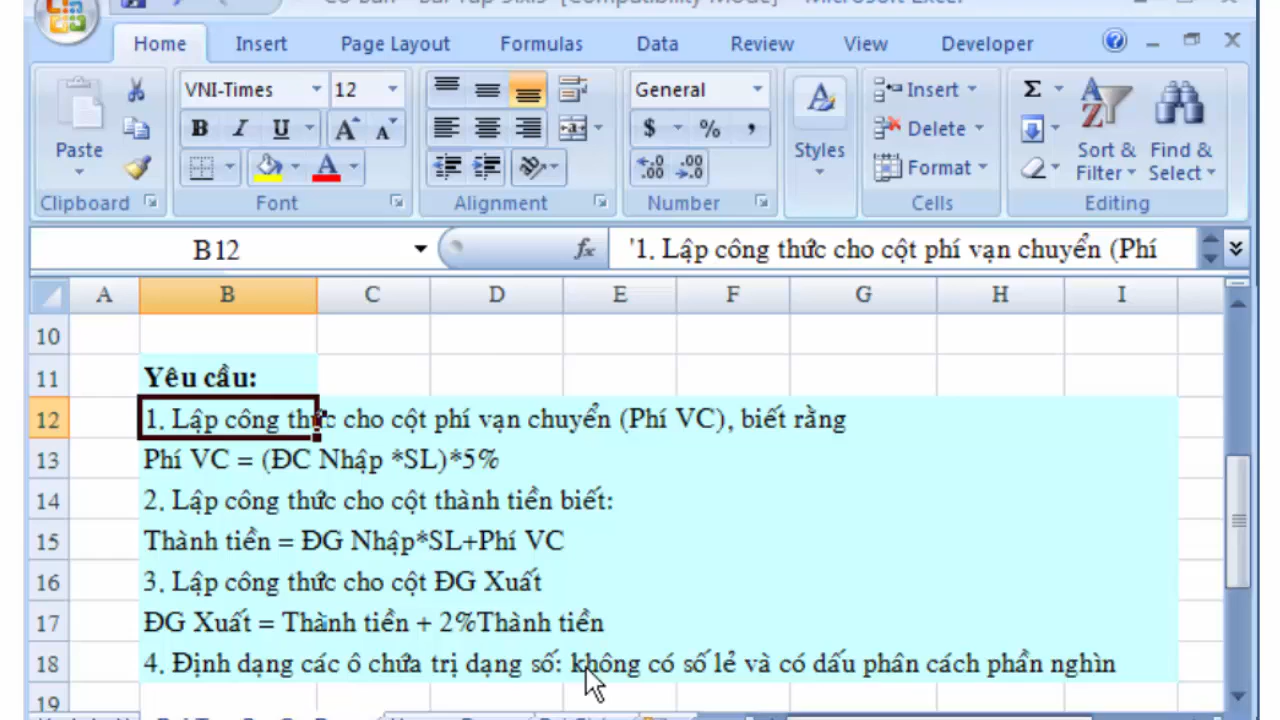 Home Insert Page Layout Formulas Data Review View Developer
VNI-Times 12 General Insert
Paste B I U $ % , Styles Delete Sort & Find &
Format Filter Select
Clipboard Font Alignment Number Cells Editing
B12 fx '1. Lập công thức cho cột phí vạn chuyển (Phí
A B C D E F G H I
10
11 Yêu cầu:
12 1. Lập công thức cho cột phí vạn chuyển (Phí VC), biết rằng
13 Phí VC = (ĐC Nhập *SL)*5%
14 2. Lập công thức cho cột thành tiền biết:
15 Thành tiền = ĐG Nhập*SL+Phí VC
16 3. Lập công thức cho cột ĐG Xuất
17 ĐG Xuất = Thành tiền + 2%Thành tiền
18 4. Định dạng các ô chứa trị dạng số: không có số lẻ và có dấu phân cách phần nghìn
19